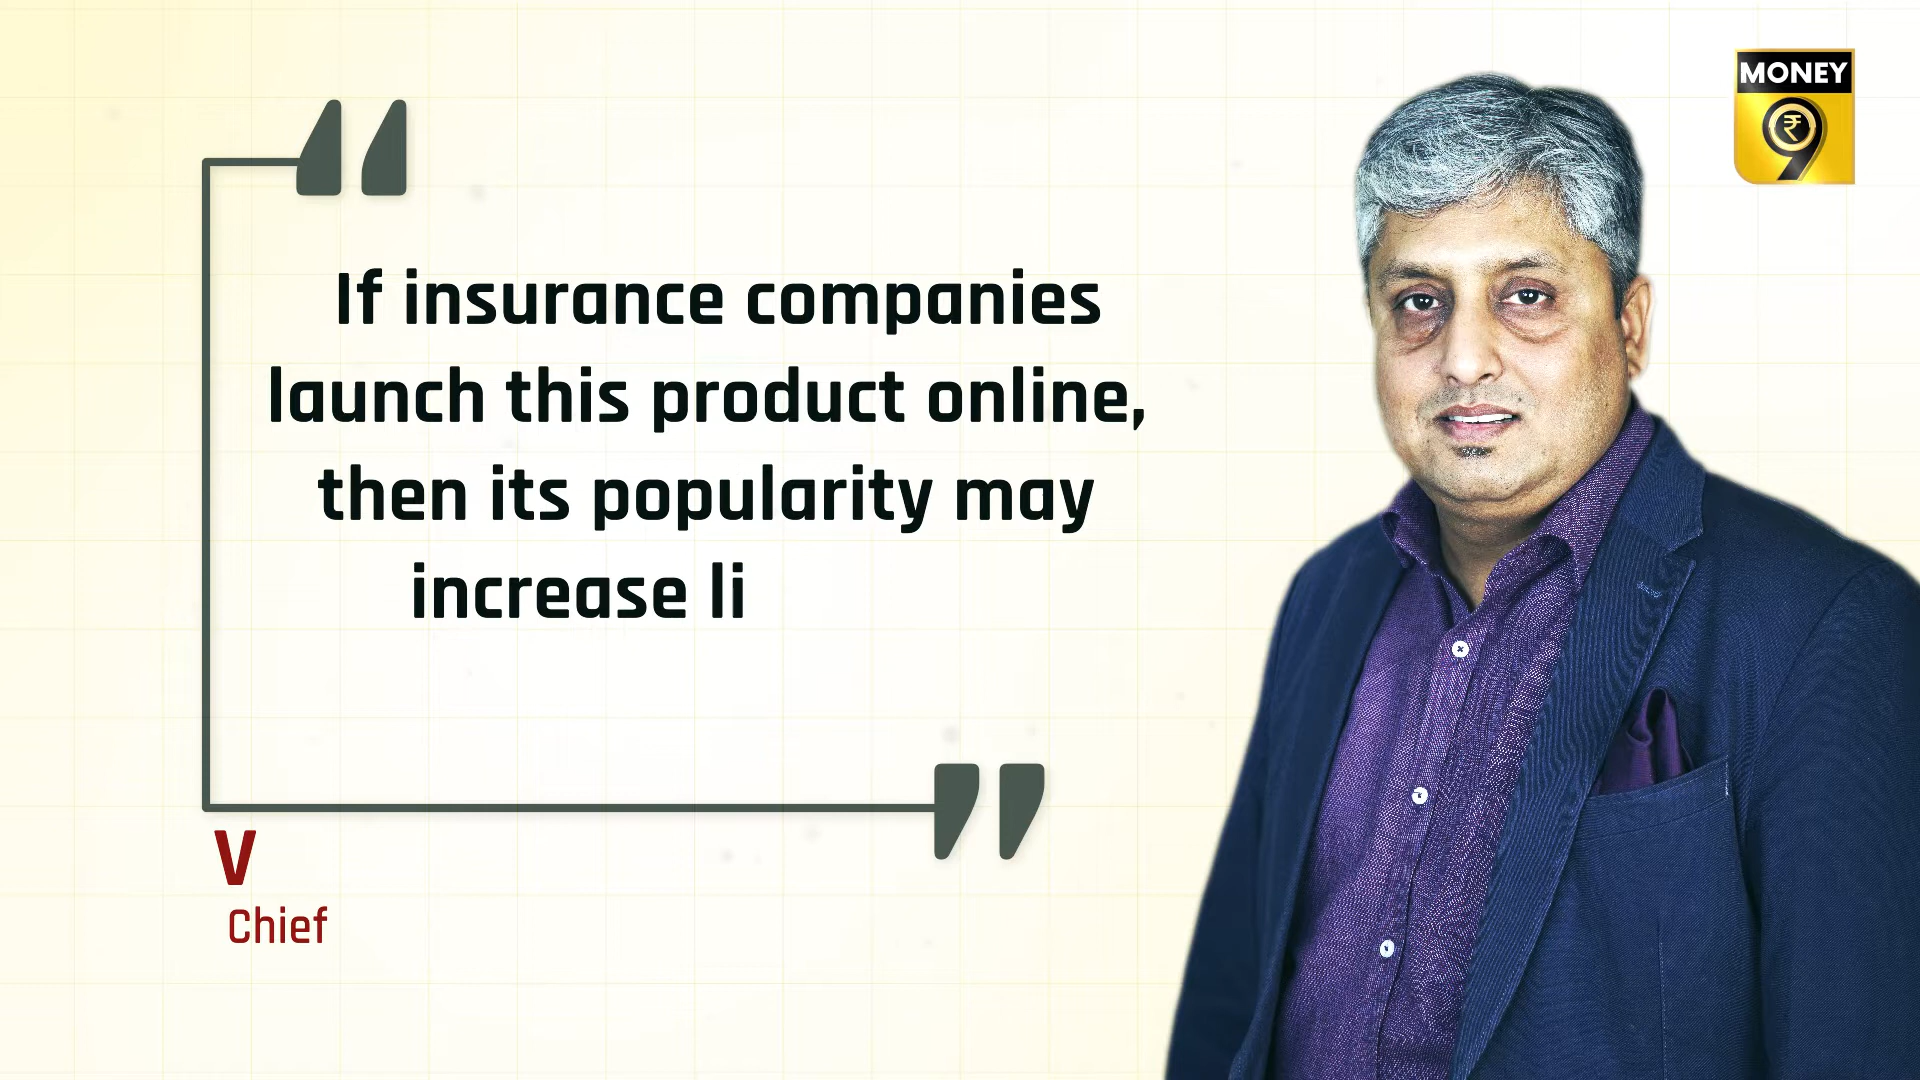 MONEY
9
If insurance companies
launch this product online,
then its popularity may
increase li
V
Chief